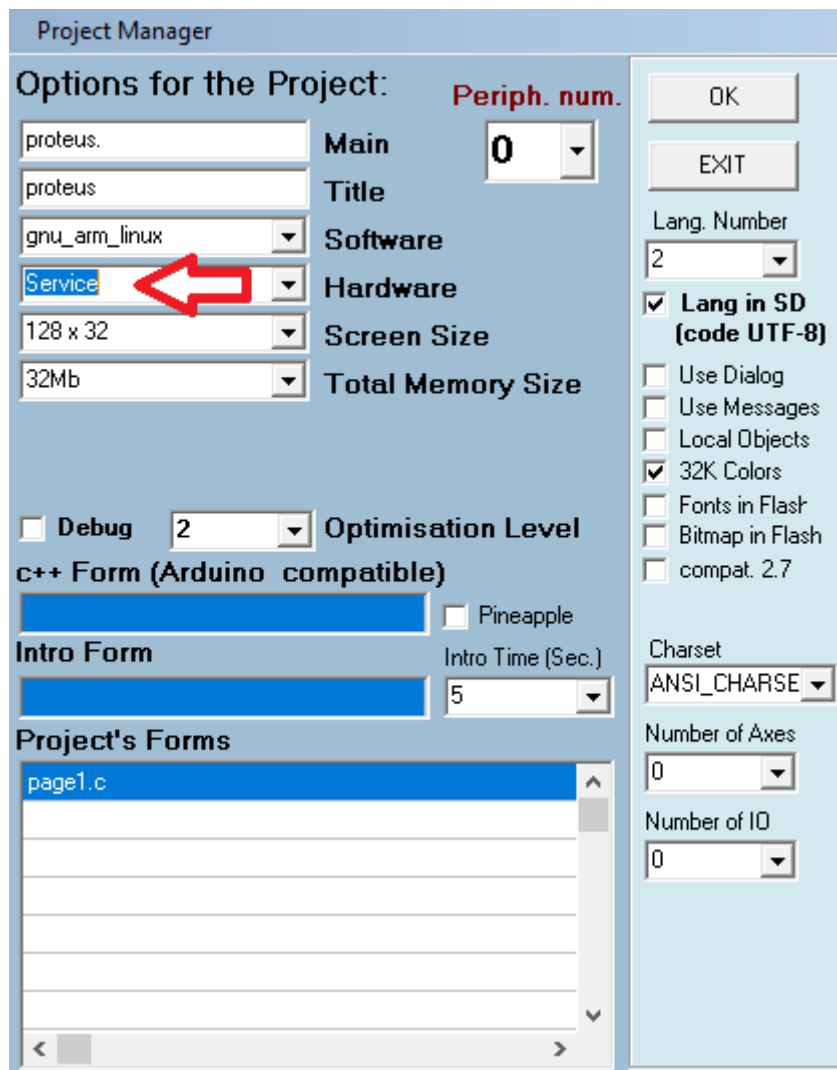 Project Manager
Options for the Project:
Periph. num.
proteus.
Main
0
proteus
Title
gnu_arm_linux
Software
Service
Hardware
128 x 32
Screen Size
32Mb
Total Memory Size
Debug
2
Optimisation Level
c++ Form (Arduino compatible)
Pineapple
Intro Form
Intro Time (Sec.)
5
Project's Forms
page1.c
OK
EXIT
Lang. Number
2
Lang in SD
(code UTF-8)
Use Dialog
Use Messages
Local Objects
32K Colors
Fonts in Flash
Bitmap in Flash
compat. 2.7
Charset
ANSI_CHARSE
Number of Axes
0
Number of IO
0